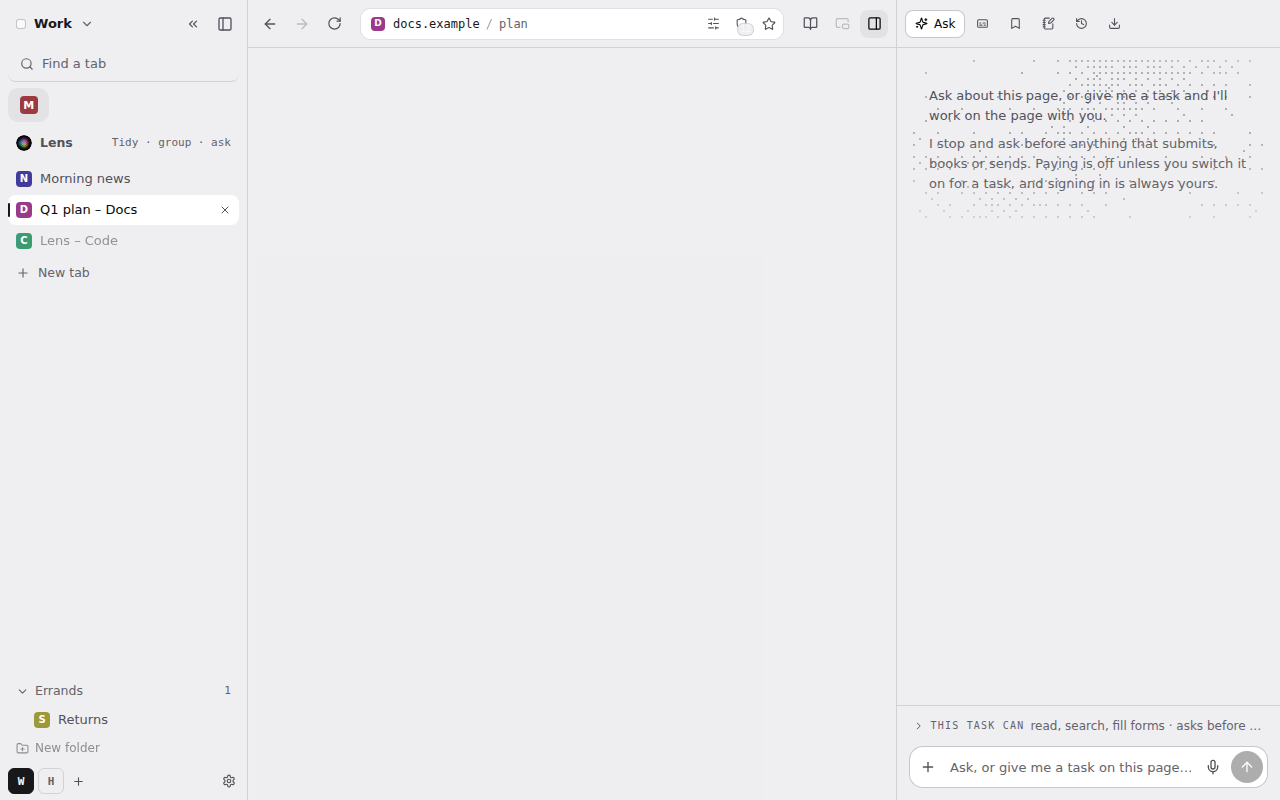 Work
Find a tab
M
Lens Tidy · group · ask
N Morning news
D Q1 plan – Docs
C Lens – Code
New tab
Errands 1
S Returns
New folder
W H
D docs.example / plan
Ask
Ask about this page, or give me a task and I'll
work on the page with you.
I stop and ask before anything that submits,
books or sends. Paying is off unless you switch it
on for a task, and signing in is always yours.
THIS TASK CAN read, search, fill forms · asks before …
Ask, or give me a task on this page…